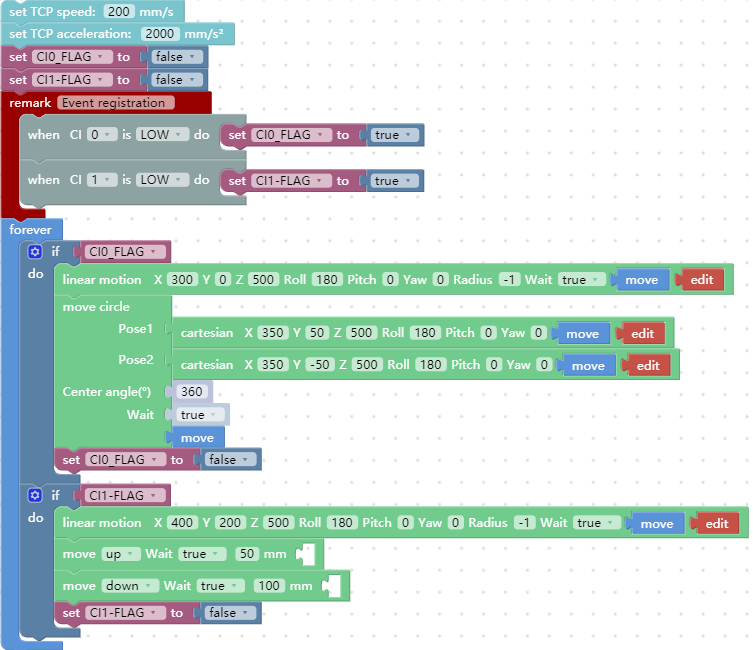 set TCP speed: 200 mm/s
set TCP acceleration: 2000 mm/s²
set CI0_FLAG to false
set CI1-FLAG to false
remark Event registration
when CI 0 is LOW do set CI0_FLAG to true
when CI 1 is LOW do set CI1-FLAG to true
forever
if CI0_FLAG
do linear motion X 300 Y 0 Z 500 Roll 180 Pitch 0 Yaw 0 Radius -1 Wait true move edit
move circle
Pose1 cartesian X 350 Y 50 Z 500 Roll 180 Pitch 0 Yaw 0 move edit
Pose2 cartesian X 350 Y -50 Z 500 Roll 180 Pitch 0 Yaw 0 move edit
Center angle(°) 360
Wait true
move
set CI0_FLAG to false
if CI1-FLAG
do linear motion X 400 Y 200 Z 500 Roll 180 Pitch 0 Yaw 0 Radius -1 Wait true move edit
move up Wait true 50 mm
move down Wait true 100 mm
set CI1-FLAG to false